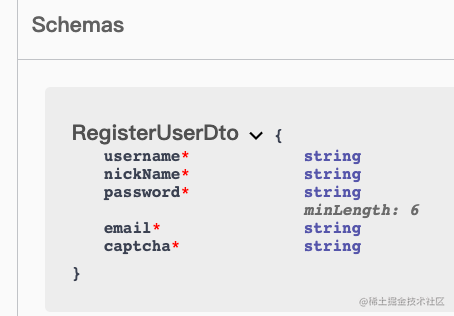 Schemas
RegisterUserDto {
username* string
nickName* string
password* string
minLength: 6
email* string
captcha* string
}
@稀土掘金技术社区